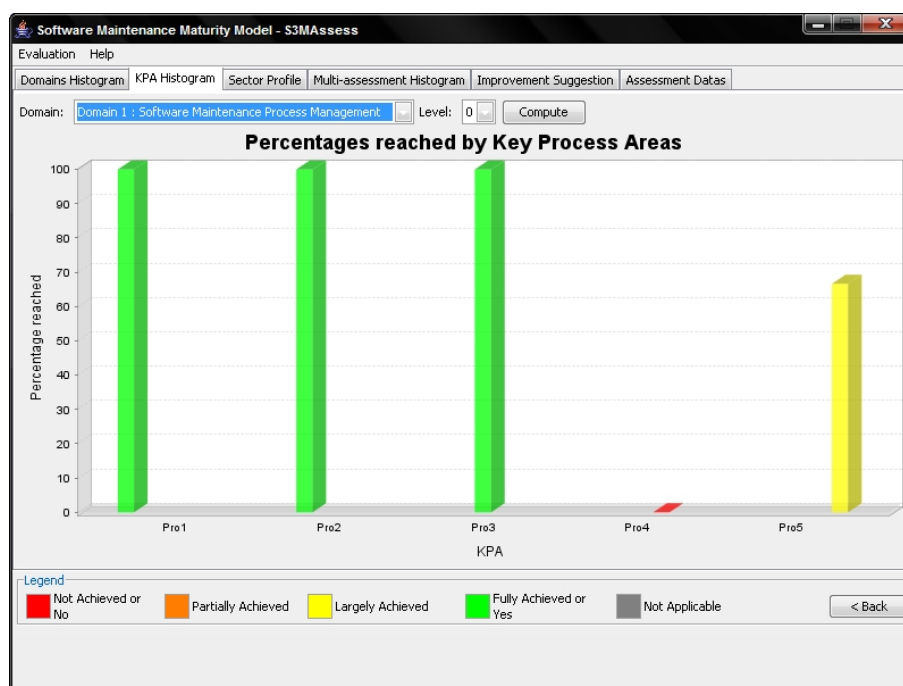 Software Maintenance Maturity Model - S3MAssess
Evaluation Help
Domains Histogram KPA Histogram Sector Profile Multi-assessment Histogram Improvement Suggestion Assessment Datas
Domain: Domain 1 : Software Maintenance Process Management Level: 0 Compute
Percentages reached by Key Process Areas
100
90
80
70
60
50
40
30
20
10
0
Percentage reached
Pro1 Pro2 Pro3 Pro4 Pro5
KPA
Legend
Not Achieved or
No
Partially Achieved
Largely Achieved
Fully Achieved or
Yes
Not Applicable
< Back